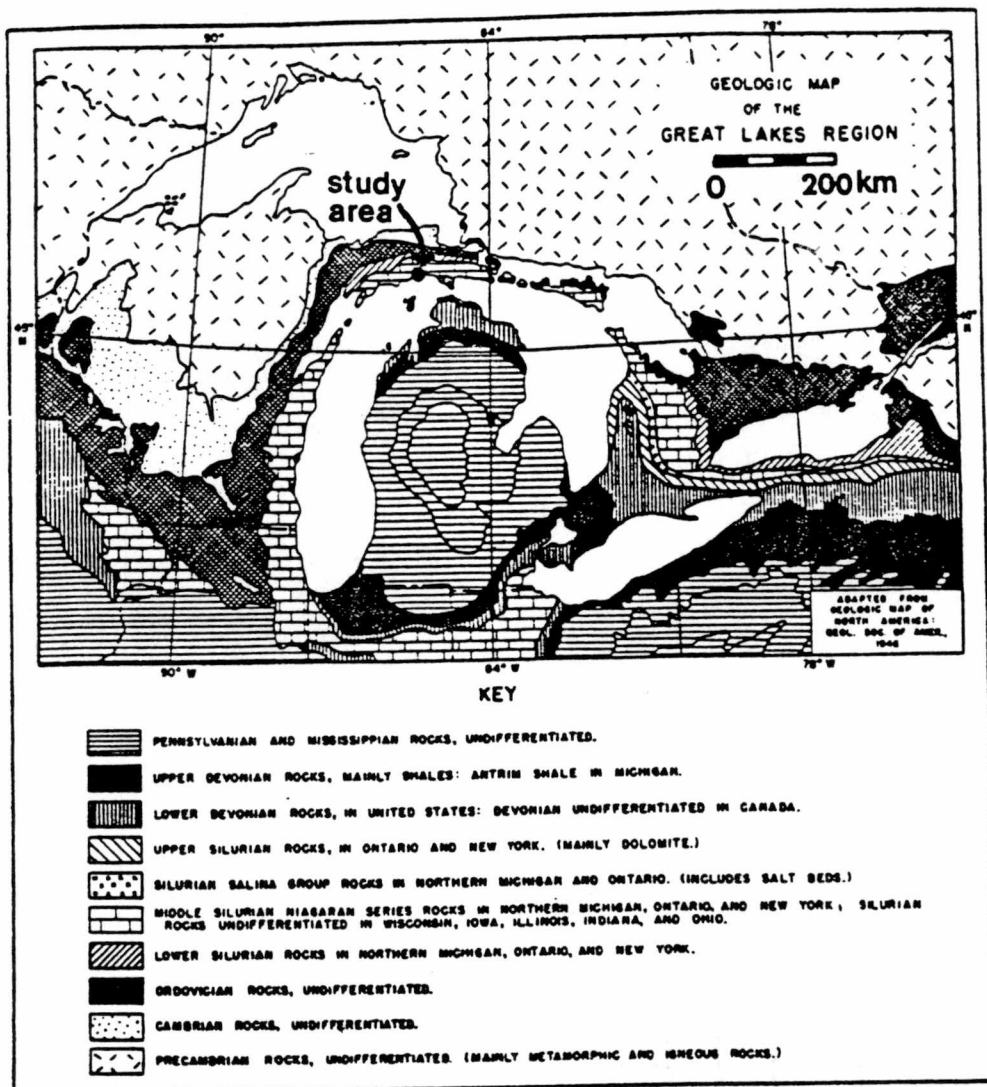 90°
84°
78°
GEOLOGIC MAP
OF THE
GREAT LAKES REGION
0 200 km
study
area
45°
N
45°
N
ADAPTED FROM
GEOLOGIC MAP OF
NORTH AMERICA:
GEOL. SOC. OF AMER.,
1946
90° W
84° W
78° W
KEY
PENNSYLVANIAN AND MISSISSIPPIAN ROCKS, UNDIFFERENTIATED.
UPPER DEVONIAN ROCKS, MAINLY SHALES: ANTRIM SHALE IN MICHIGAN.
LOWER DEVONIAN ROCKS, IN UNITED STATES: DEVONIAN UNDIFFERENTIATED IN CANADA.
UPPER SILURIAN ROCKS, IN ONTARIO AND NEW YORK. (MAINLY DOLOMITE.)
SILURIAN SALINA GROUP ROCKS IN NORTHERN MICHIGAN AND ONTARIO. (INCLUDES SALT BEDS.)
MIDDLE SILURIAN NIAGARAN SERIES ROCKS IN NORTHERN MICHIGAN, ONTARIO, AND NEW YORK; SILURIAN
ROCKS UNDIFFERENTIATED IN WISCONSIN, IOWA, ILLINOIS, INDIANA, AND OHIO.
LOWER SILURIAN ROCKS IN NORTHERN MICHIGAN, ONTARIO, AND NEW YORK.
ORDOVICIAN ROCKS, UNDIFFERENTIATED.
CAMBRIAN ROCKS, UNDIFFERENTIATED.
PRECAMBRIAN ROCKS, UNDIFFERENTIATED. (MAINLY METAMORPHIC AND IGNEOUS ROCKS.)